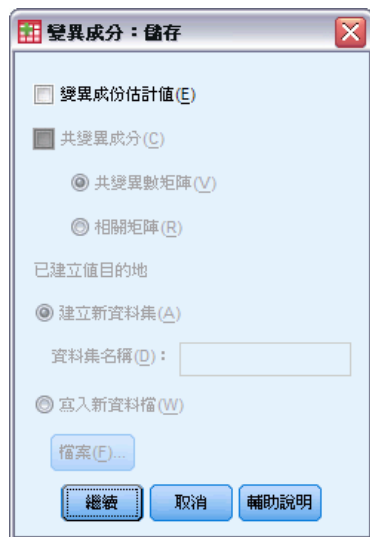 變異成分：儲存
變異成份估計值(E)
共變異成分(C)
共變異數矩陣(V)
相關矩陣(R)
已建立值目的地
建立新資料集(A)
資料集名稱(D)：
寫入新資料檔(W)
檔案(F)...
繼續 取消 輔助說明